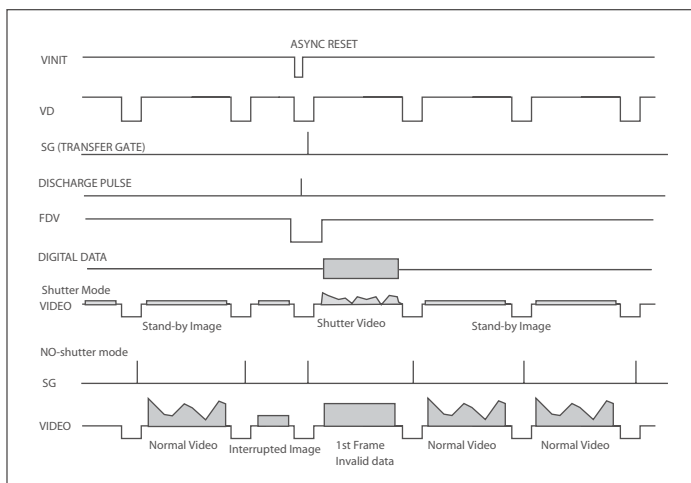 ASYNC RESET
VINIT
VD
SG (TRANSFER GATE)
DISCHARGE PULSE
FDV
DIGITAL DATA
Shutter Mode
VIDEO
Stand-by Image Shutter Video Stand-by Image
NO-shutter mode
SG
VIDEO
Normal Video Interrupted Image 1st Frame Normal Video Normal Video
Invalid data